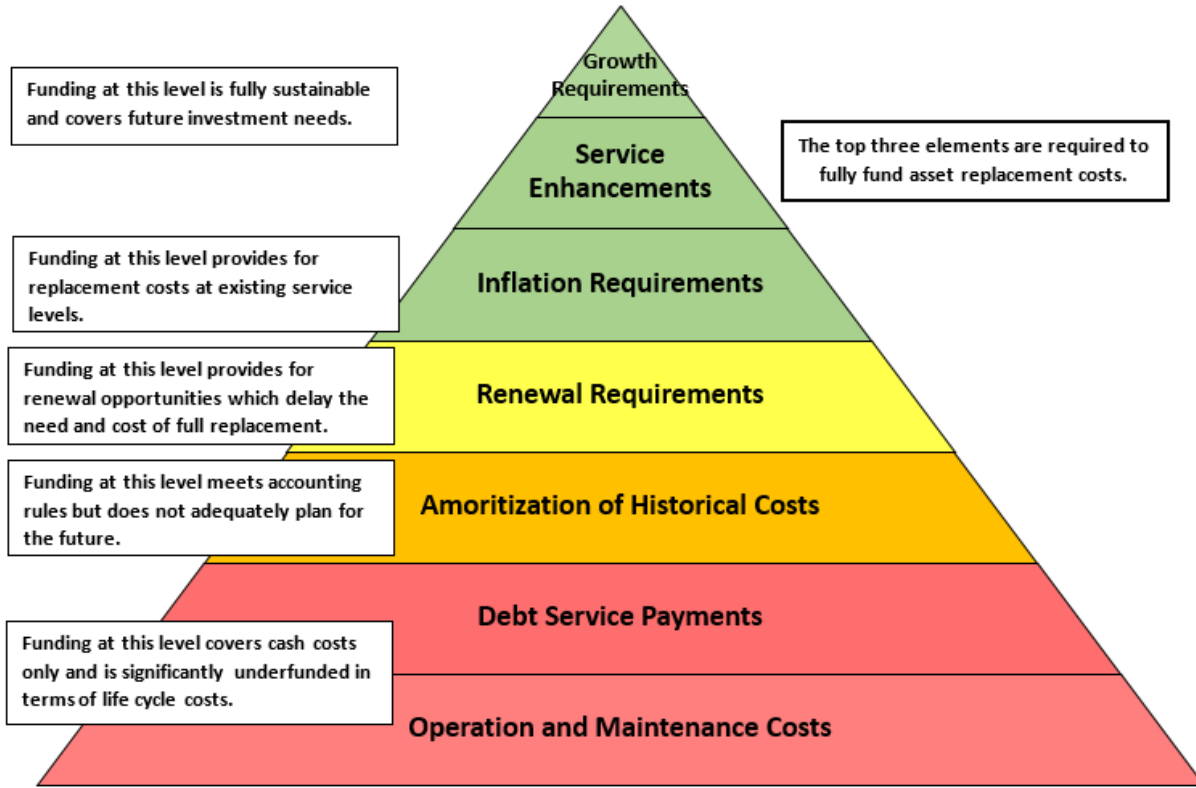 Growth
Requirements
Funding at this level is fully sustainable
and covers future investment needs.
The top three elements are required to
fully fund asset replacement costs.
Service
Enhancements
Funding at this level provides for
replacement costs at existing service
levels.
Inflation Requirements
Funding at this level provides for
renewal opportunities which delay the
need and cost of full replacement.
Renewal Requirements
Funding at this level meets accounting
rules but does not adequately plan for
the future.
Amoritization of Historical Costs
Debt Service Payments
Funding at this level covers cash costs
only and is significantly underfunded in
terms of life cycle costs.
Operation and Maintenance Costs